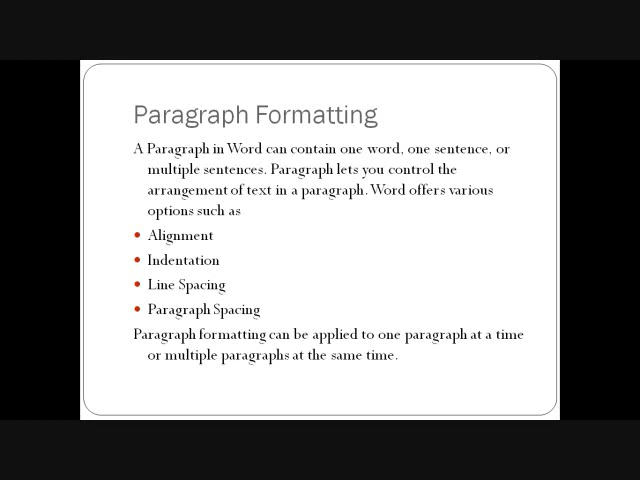 Paragraph Formatting
A Paragraph in Word can contain one word, one sentence, or
multiple sentences. Paragraph lets you control the
arrangement of text in a paragraph. Word offers various
options such as
• Alignment
• Indentation
• Line Spacing
• Paragraph Spacing
Paragraph formatting can be applied to one paragraph at a time
or multiple paragraphs at the same time.